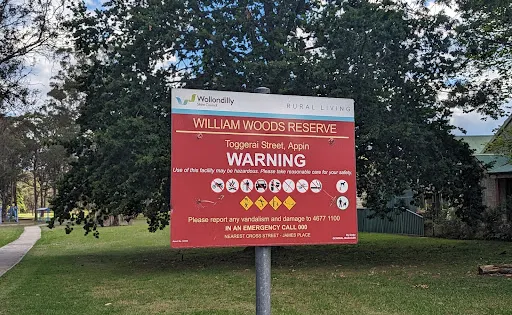 Wollondilly
Shire Council
RURAL LIVING
WILLIAM WOODS RESERVE
Toggerai Street, Appin
WARNING
Use of this facility may be hazardous. Please take reasonable care for your safety.
Please report any vandalism and damage to 4677 1100
IN AN EMERGENCY CALL 000
NEAREST CROSS STREET - JAMES PLACE